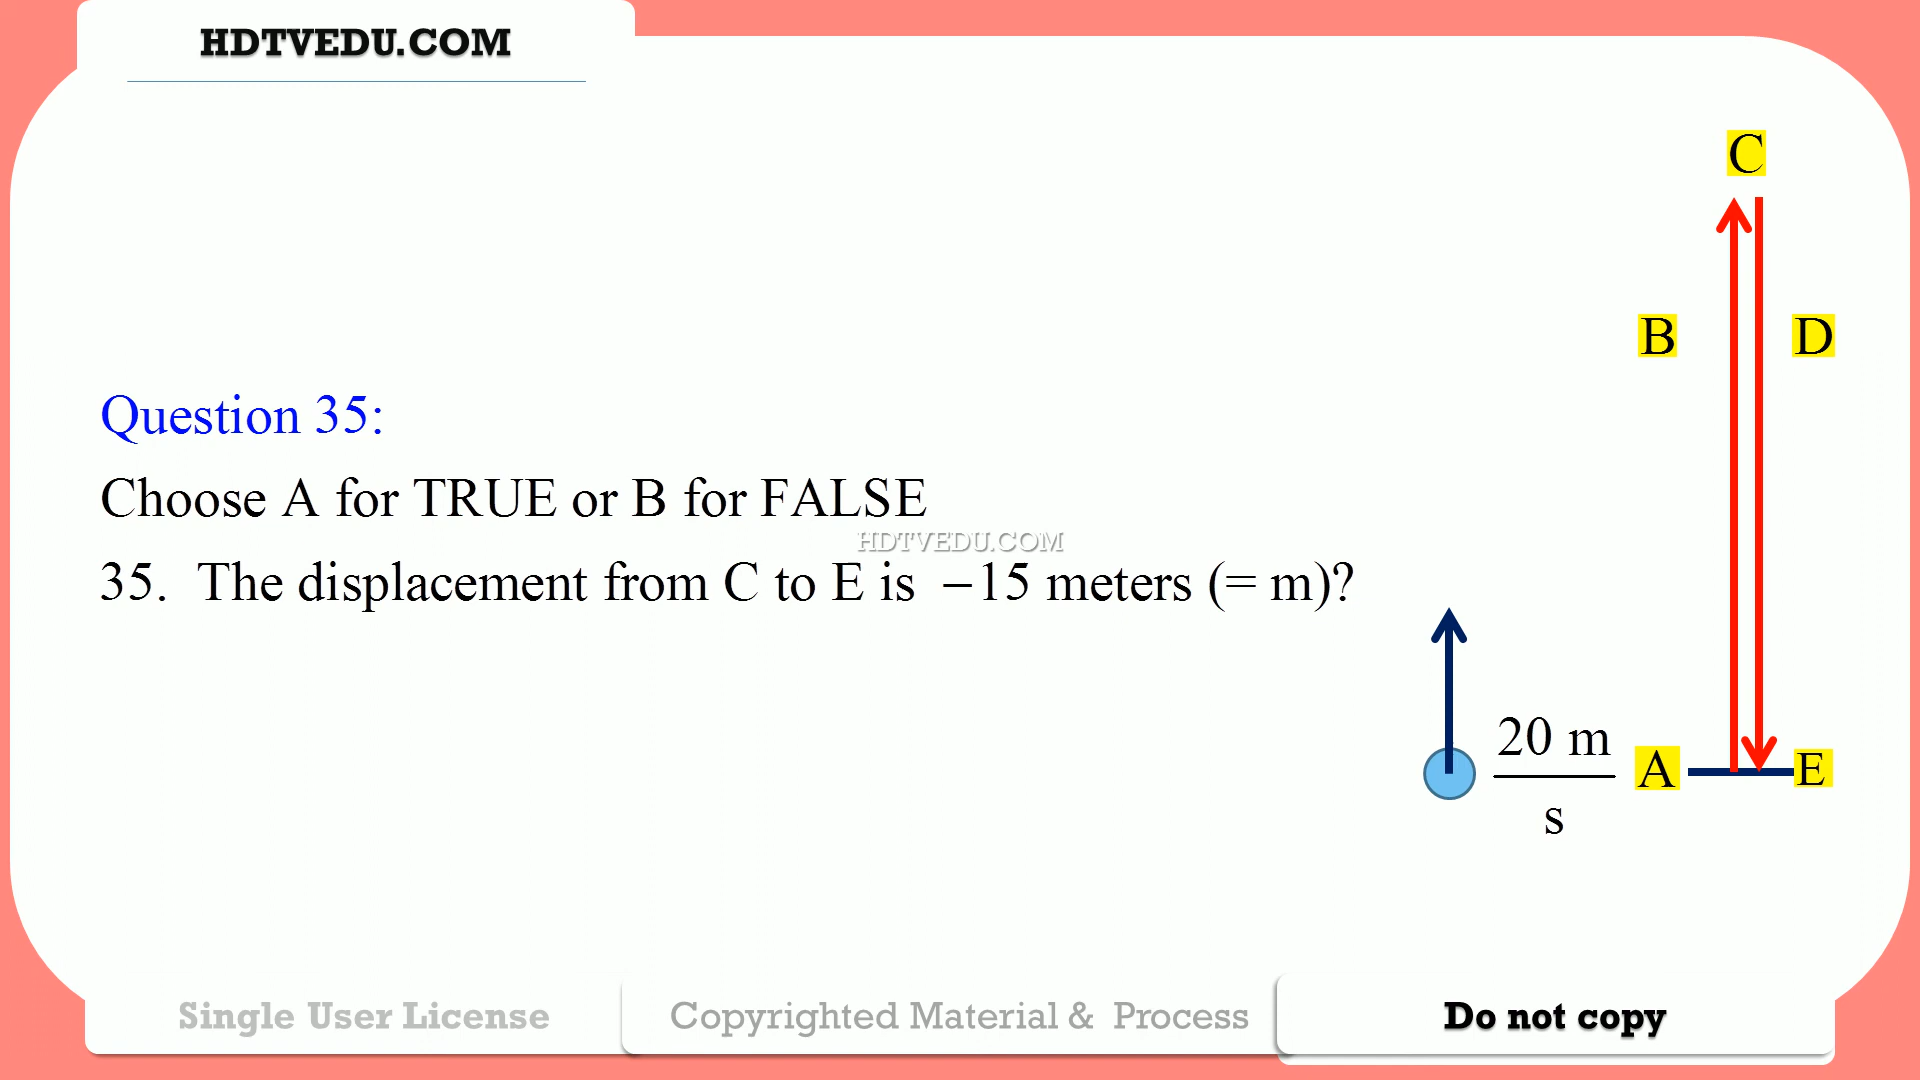 HDTVEDU.COM
C
B
D
Question 35:
Choose A for TRUE or B for FALSE
HDTVEDU.COM
35. The displacement from C to E is –15 meters (= m)?
20 m
s
A
E
Single User License
Copyrighted Material & Process
Do not copy